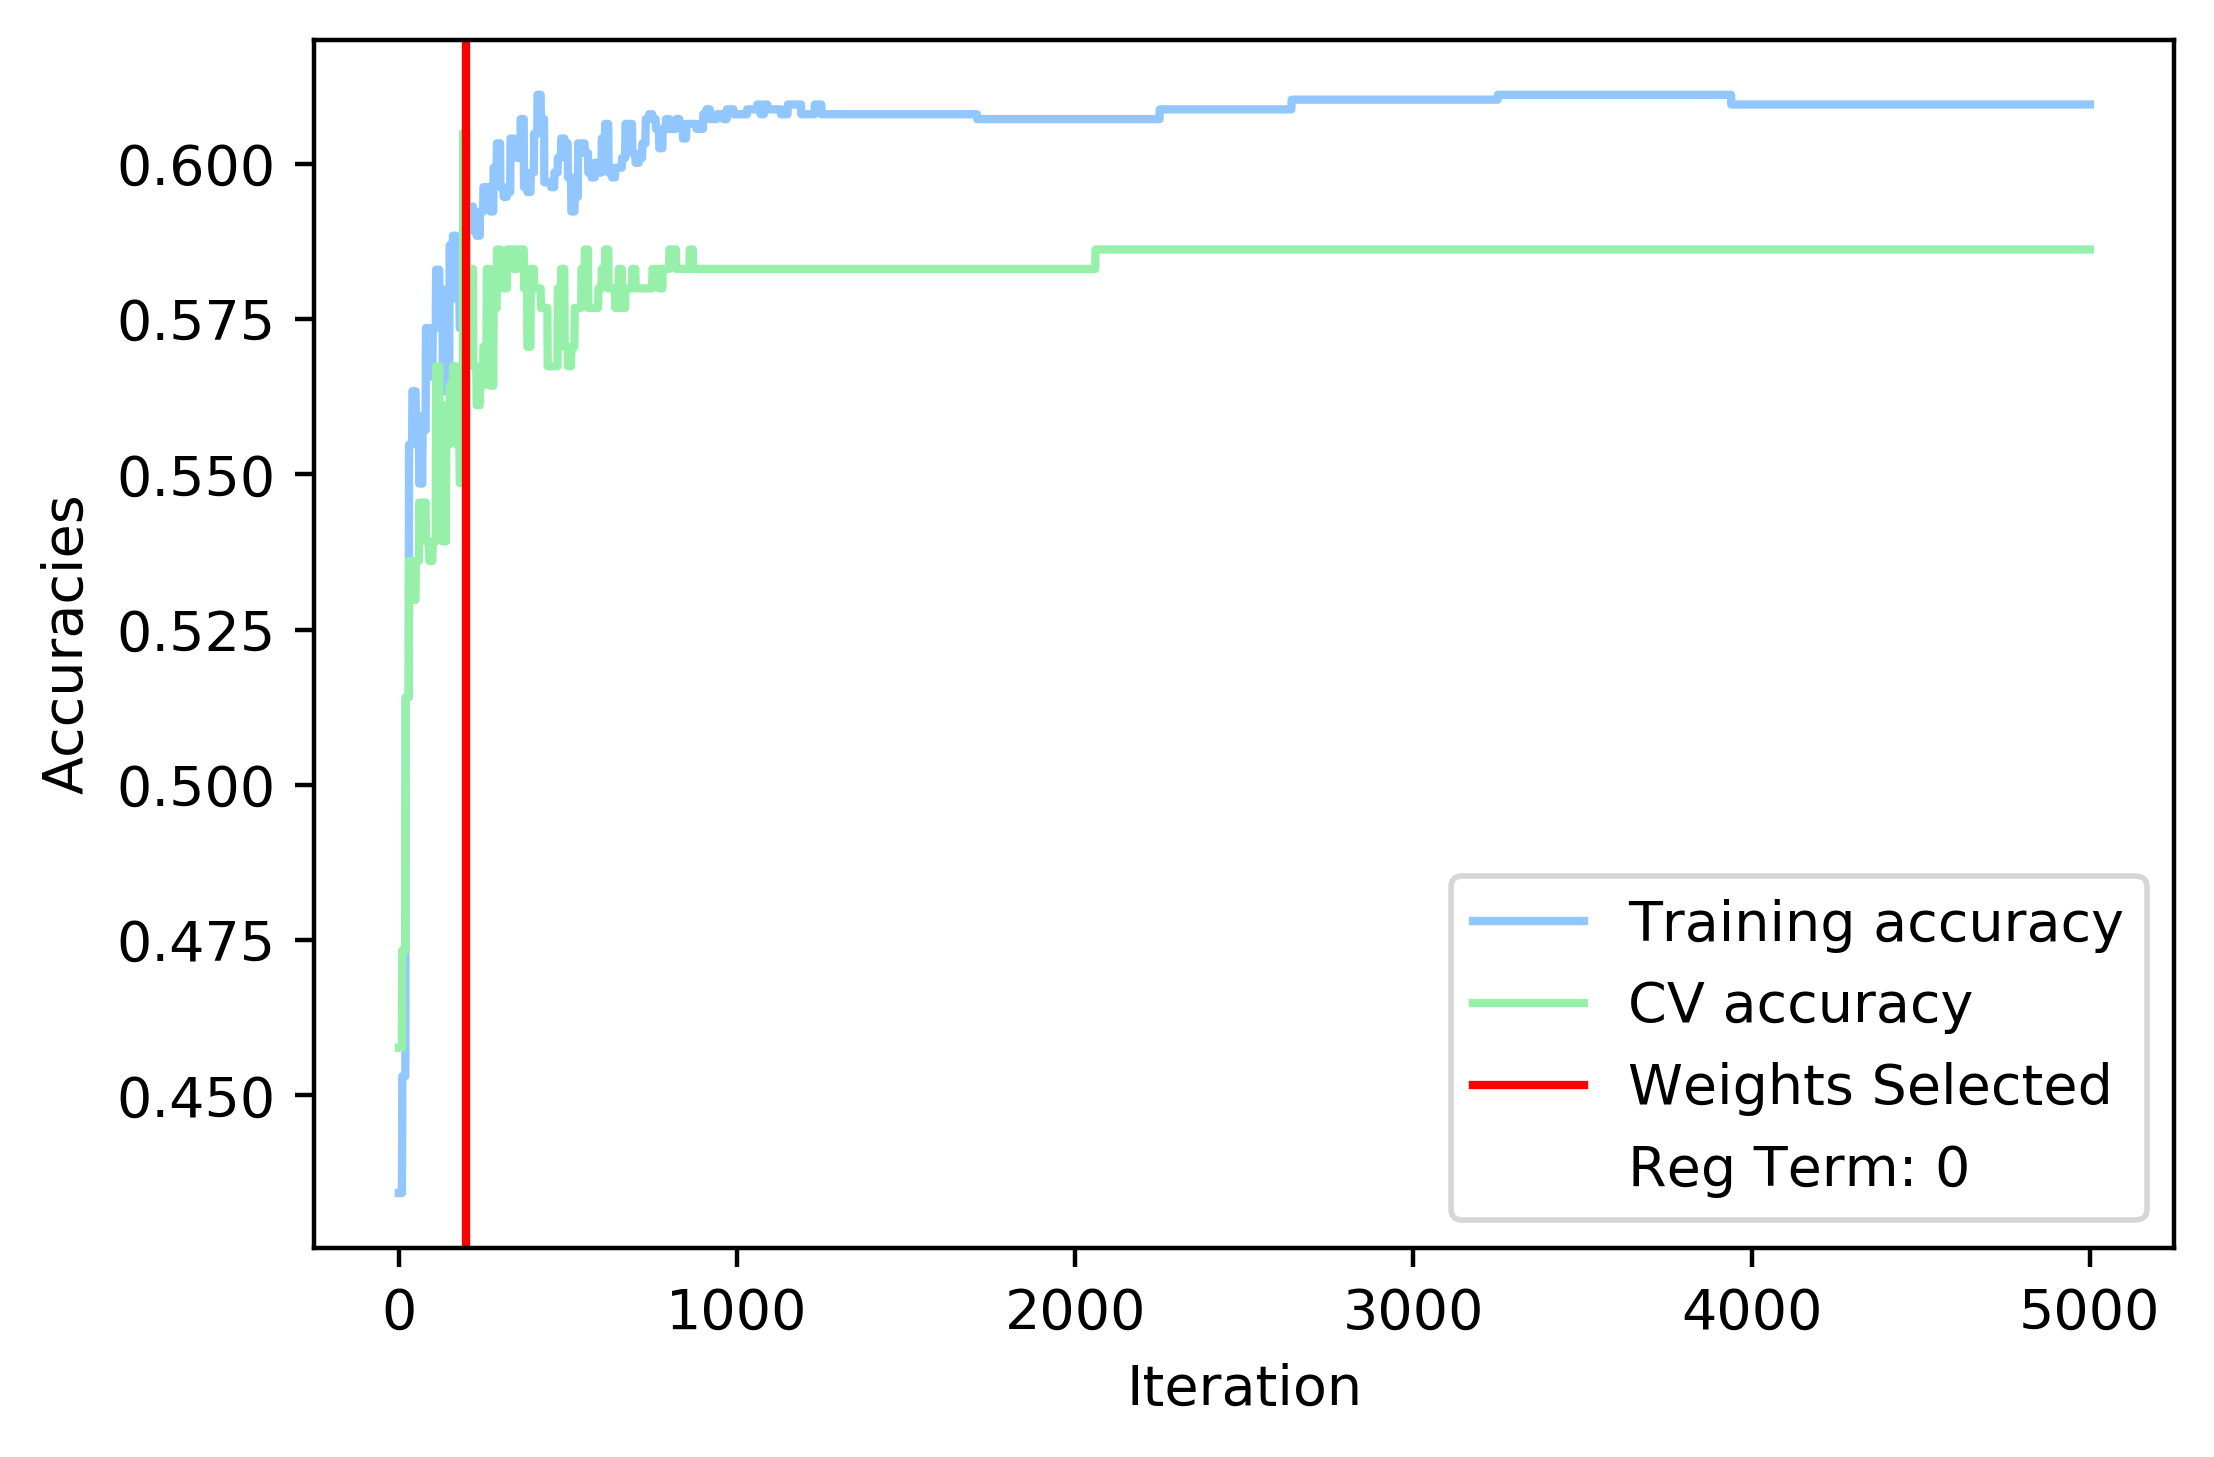 0.600
0.575
0.550
0.525
0.500
0.475
0.450
Accuracies
Training accuracy
CV accuracy
Weights Selected
Reg Term: 0
0 1000 2000 3000 4000 5000
Iteration